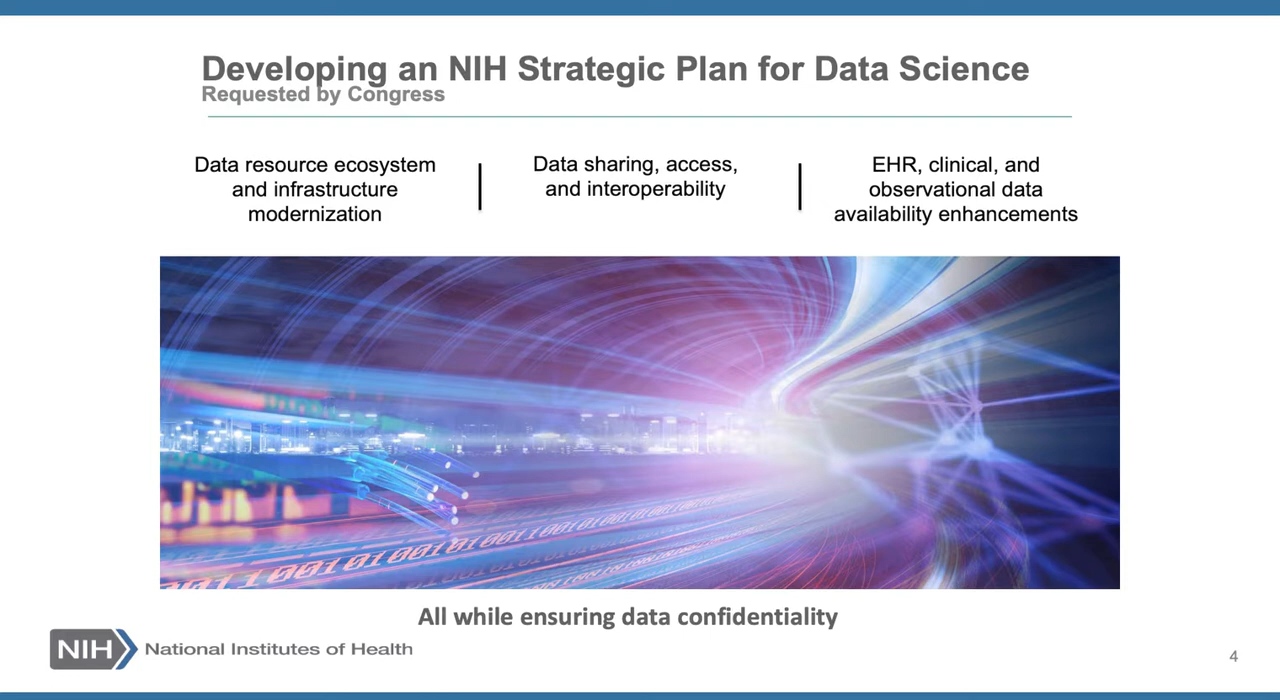 Developing an NIH Strategic Plan for Data Science
Requested by Congress
Data resource ecosystem
and infrastructure
modernization
Data sharing, access,
and interoperability
EHR, clinical, and
observational data
availability enhancements
All while ensuring data confidentiality
NIH National Institutes of Health
4